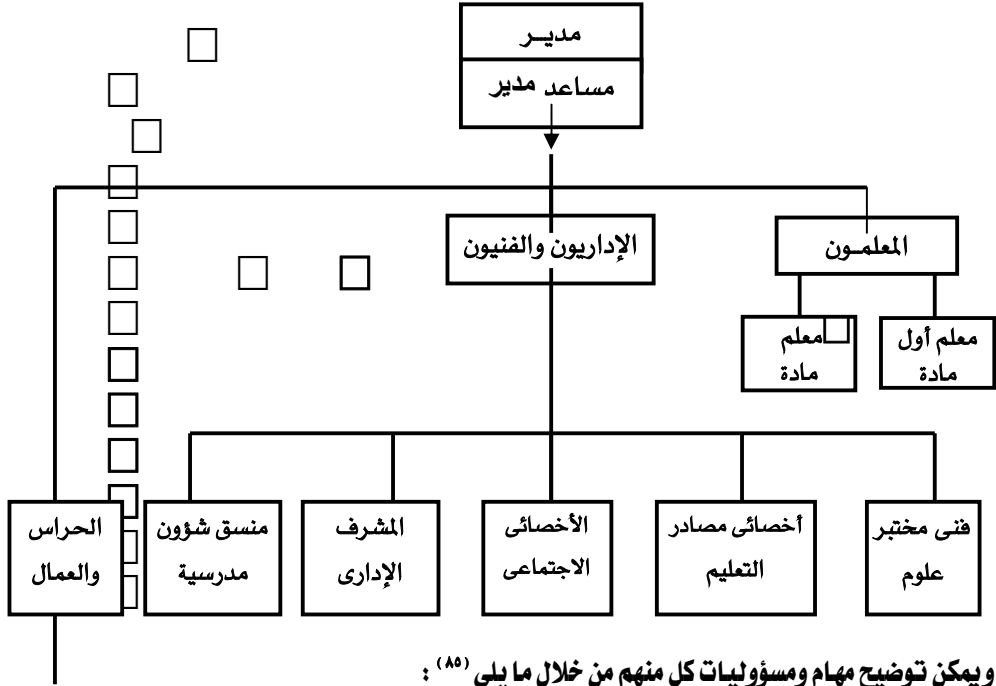 مديـر
مساعد مدير
الإداريون والفنيون
المعلمـون
معلم أول
مادة
معلم
مادة
فنى مختبر
علوم
أخصائى مصادر
التعليم
الأخصائى
الاجتماعى
المشرف
الإدارى
منسق شؤون
مدرسية
الحراس
والعمال
ويمكن توضيح مهام ومسؤوليات كل منهم من خلال ما يلى (٨٥) :